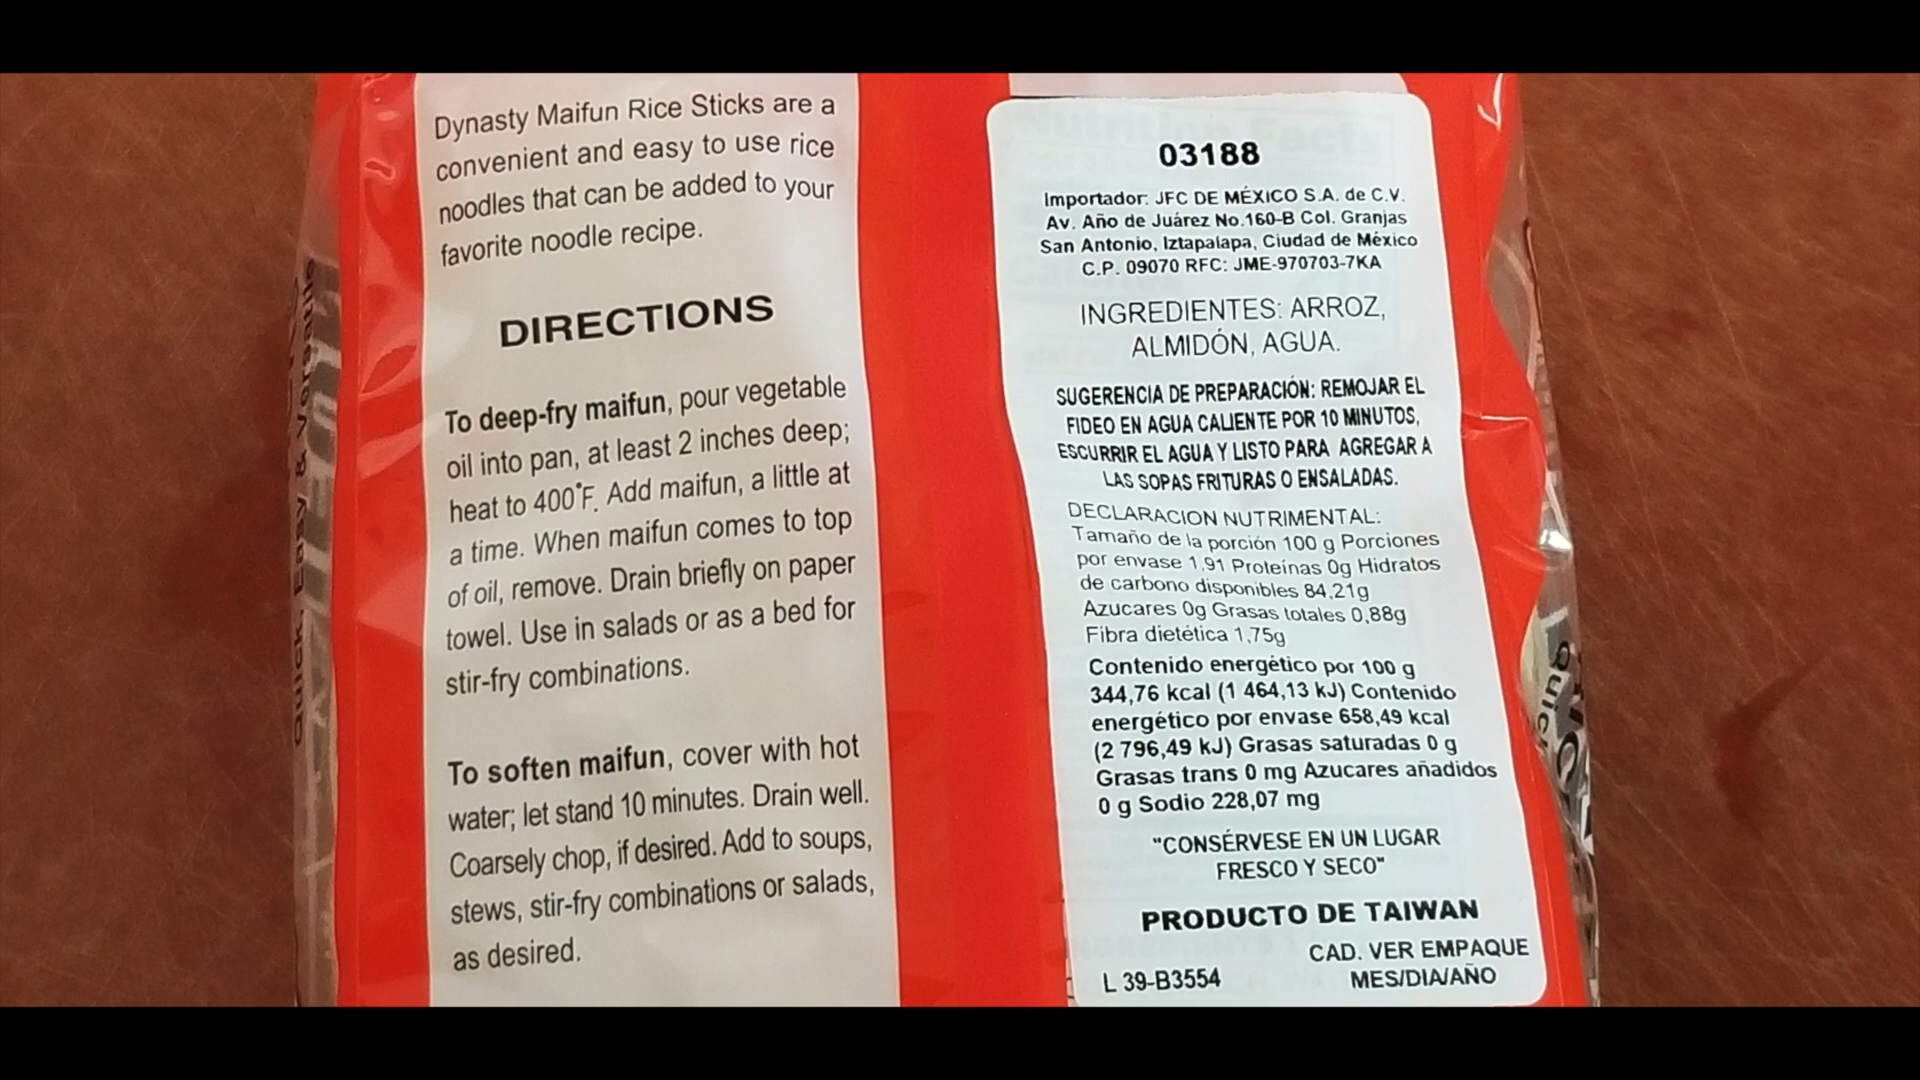 Dynasty Maifun Rice Sticks are a
convenient and easy to use rice
noodles that can be added to your
favorite noodle recipe.
DIRECTIONS
To deep-fry maifun, pour vegetable
oil into pan, at least 2 inches deep;
heat to 400°F. Add maifun, a little at
a time. When maifun comes to top
of oil, remove. Drain briefly on paper
towel. Use in salads or as a bed for
stir-fry combinations.
To soften maifun, cover with hot
water; let stand 10 minutes. Drain well.
Coarsely chop, if desired. Add to soups,
stews, stir-fry combinations or salads,
as desired.
Nutrition Facts
03188
Importador: JFC DE MÉXICO S.A. de C.V.
Av. Año de Juárez No.160-B Col. Granjas
San Antonio, Iztapalapa, Ciudad de México
C.P. 09070 RFC: JME-970703-7KA
INGREDIENTES: ARROZ,
ALMIDÓN, AGUA.
SUGERENCIA DE PREPARACIÓN: REMOJAR EL
FIDEO EN AGUA CALIENTE POR 10 MINUTOS,
ESCURRIR EL AGUA Y LISTO PARA AGREGAR A
LAS SOPAS FRITURAS O ENSALADAS.
DECLARACION NUTRIMENTAL:
Tamaño de la porción 100 g Porciones
por envase 1,91 Proteínas 0g Hidratos
de carbono disponibles 84,21g
Azucares 0g Grasas totales 0,88g
Fibra dietética 1,75g
Contenido energético por 100 g
344,76 kcal (1 464,13 kJ) Contenido
energético por envase 658,49 kcal
(2 796,49 kJ) Grasas saturadas 0 g
Grasas trans 0 mg Azucares añadidos
0 g Sodio 228,07 mg
"CONSÉRVESE EN UN LUGAR
FRESCO Y SECO"
PRODUCTO DE TAIWAN
CAD. VER EMPAQUE
L 39-B3554 MES/DIA/AÑO
Quick, Easy & Versatile
Quick